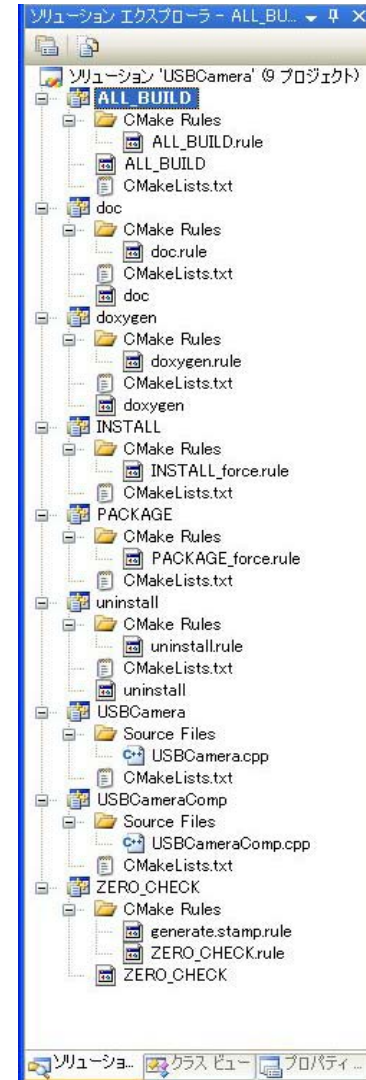 ソリューション エクスプローラ - ALL_BU...
ソリューション 'USBCamera' (9 プロジェクト)
ALL_BUILD
CMake Rules
ALL_BUILD.rule
ALL_BUILD
CMakeLists.txt
doc
CMake Rules
doc.rule
CMakeLists.txt
doc
doxygen
CMake Rules
doxygen.rule
CMakeLists.txt
doxygen
INSTALL
CMake Rules
INSTALL_force.rule
CMakeLists.txt
PACKAGE
CMake Rules
PACKAGE_force.rule
CMakeLists.txt
uninstall
CMake Rules
uninstall.rule
CMakeLists.txt
uninstall
USBCamera
Source Files
USBCamera.cpp
CMakeLists.txt
USBCameraComp
Source Files
USBCameraComp.cpp
CMakeLists.txt
ZERO_CHECK
CMake Rules
generate.stamp.rule
ZERO_CHECK.rule
ZERO_CHECK
ソリューショ... クラス ビュー プロパティ ...